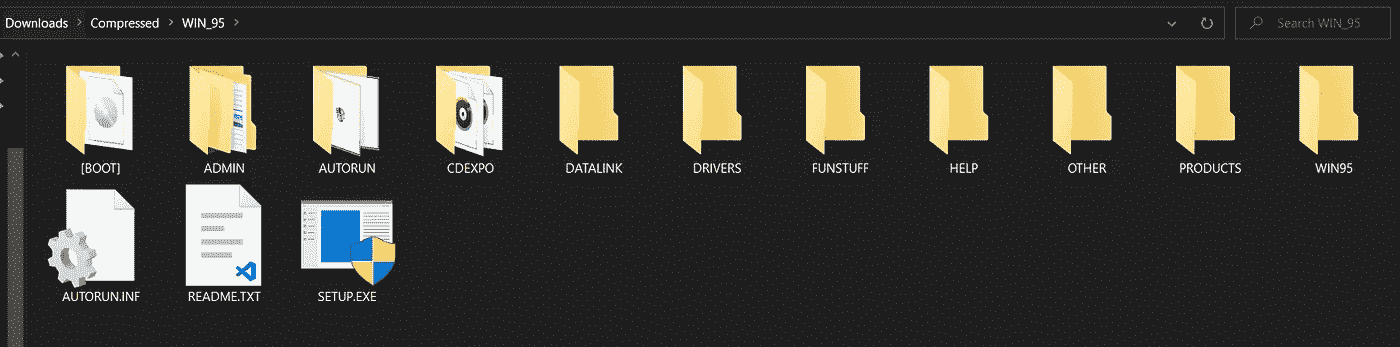 Downloads > Compressed > WIN_95 >
Search WIN_95
[BOOT] ADMIN AUTORUN CDEXPO DATALINK DRIVERS FUNSTUFF HELP OTHER PRODUCTS WIN95
AUTORUN.INF README.TXT SETUP.EXE